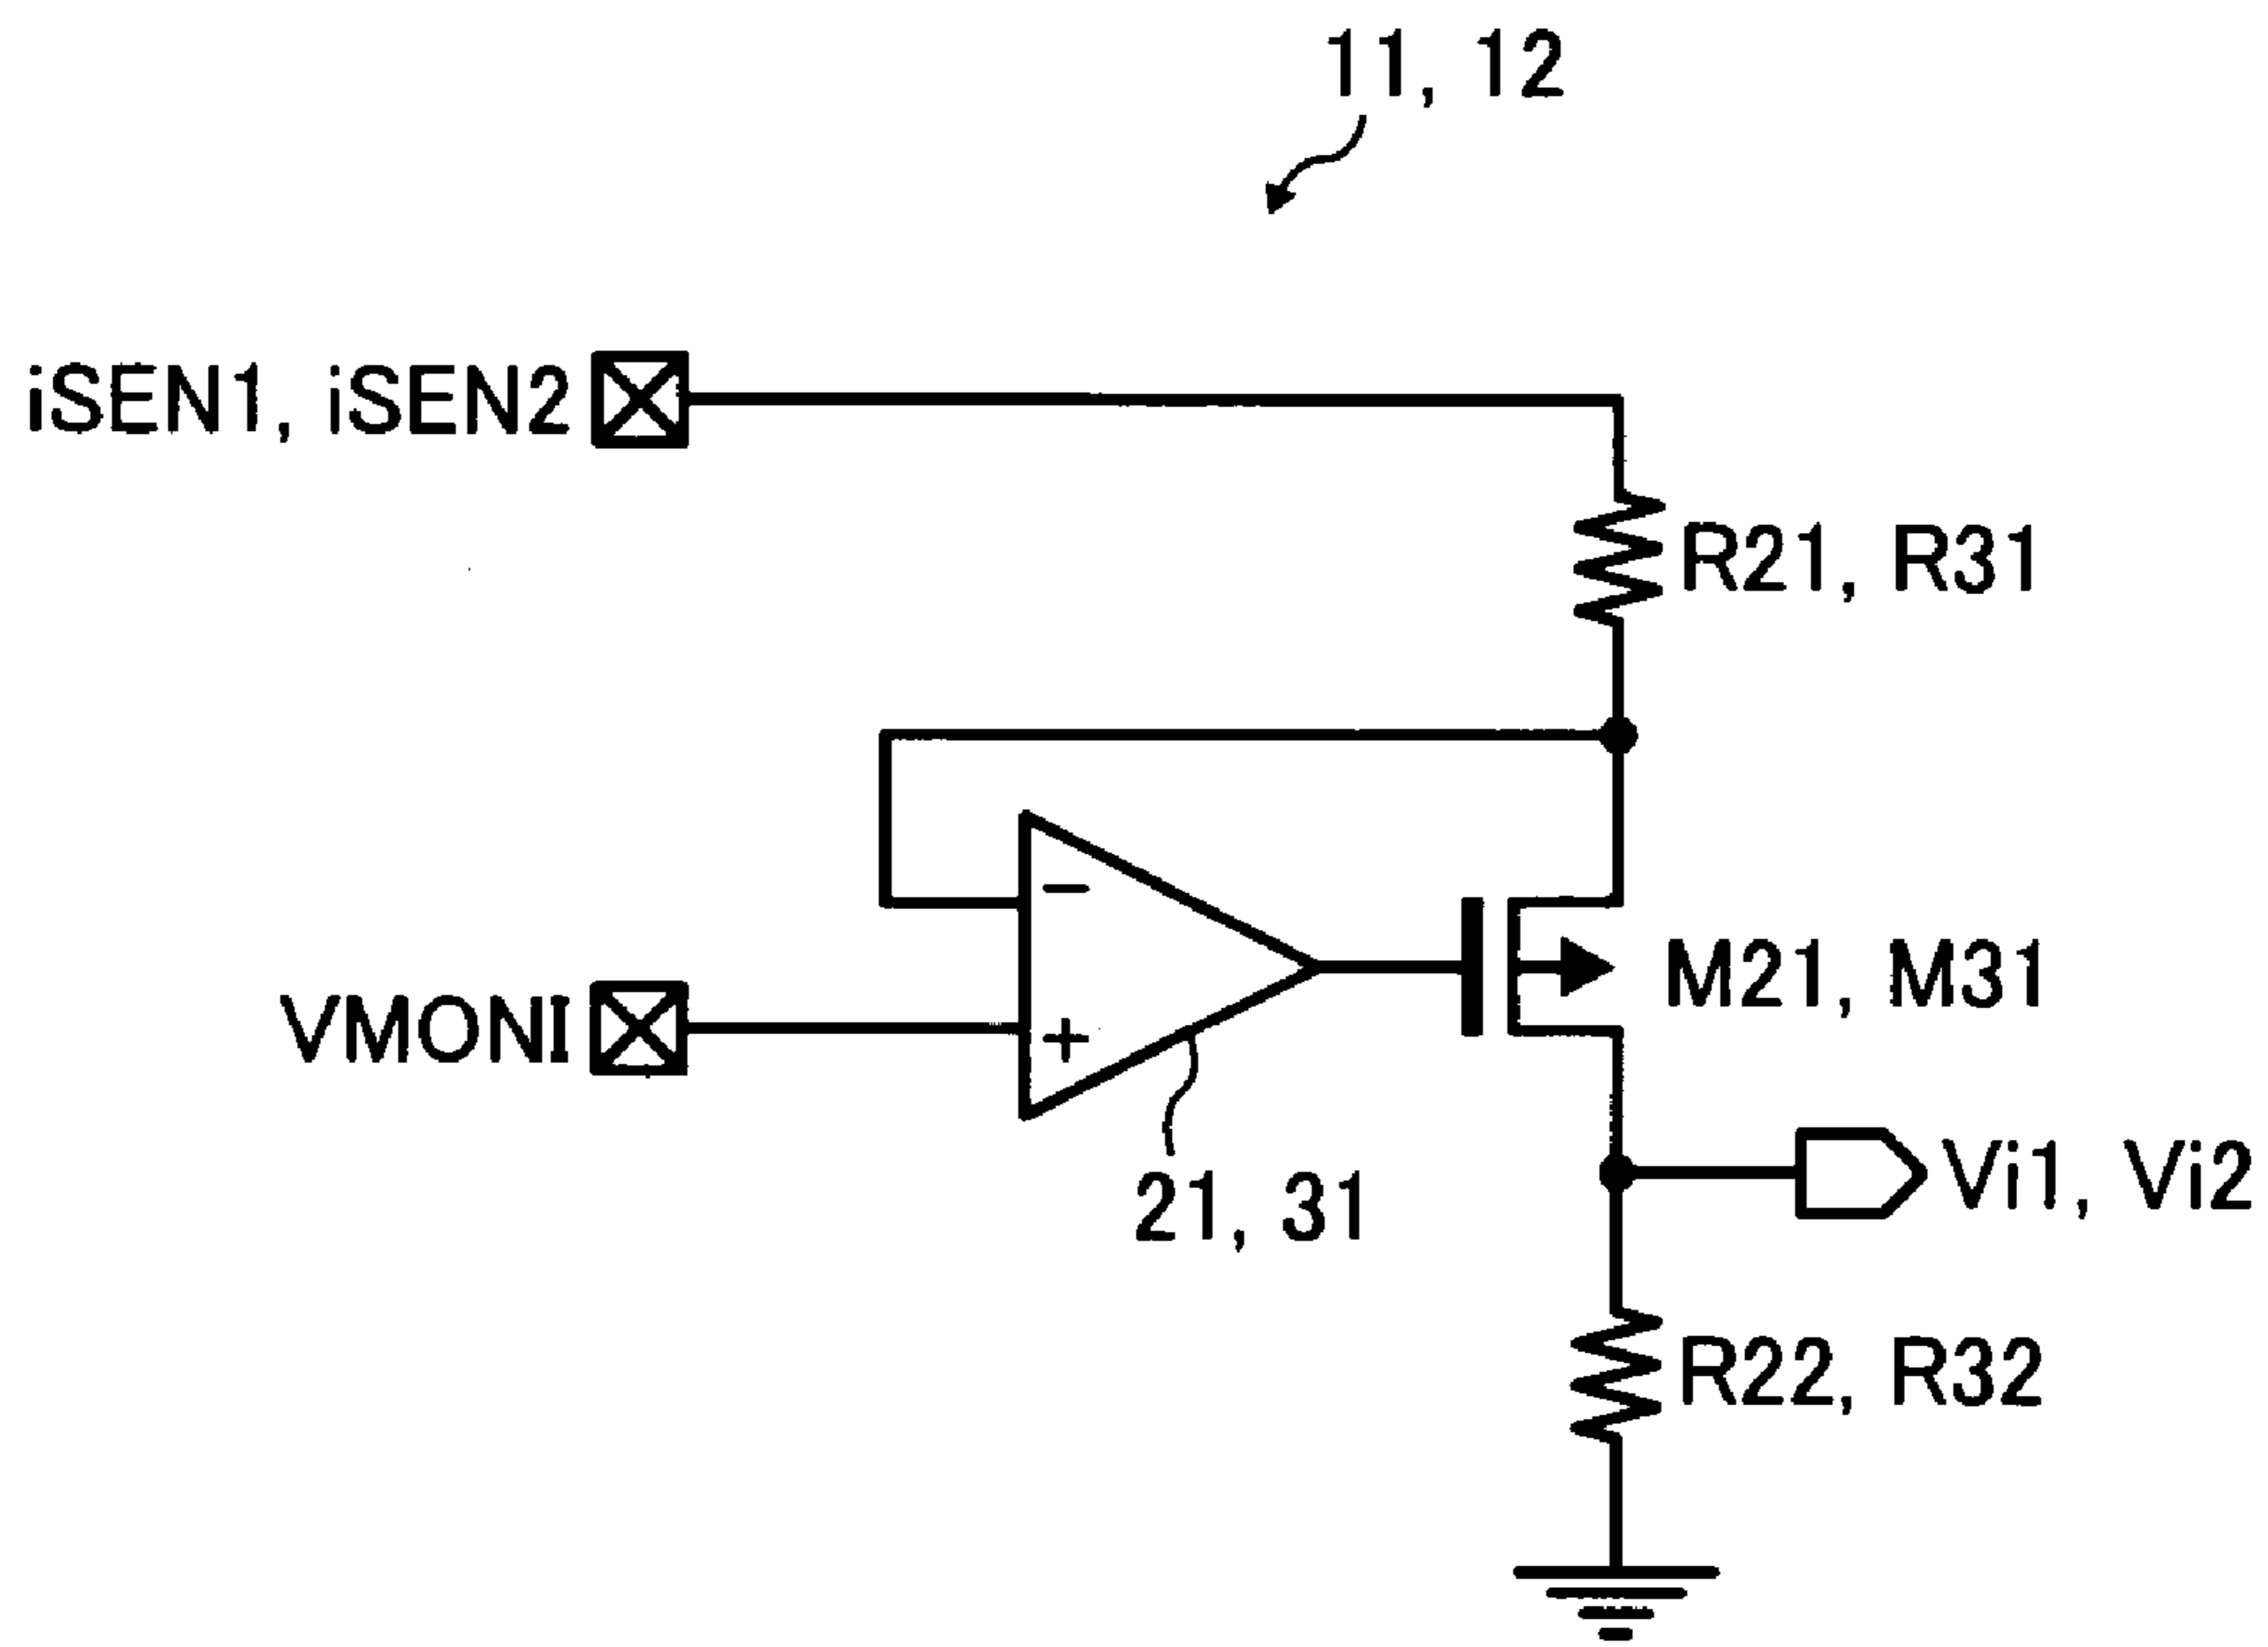 11, 12
iSEN1, iSEN2
R21, R31
−
M21, M31
VMONI
+
Vi1, Vi2
21, 31
R22, R32